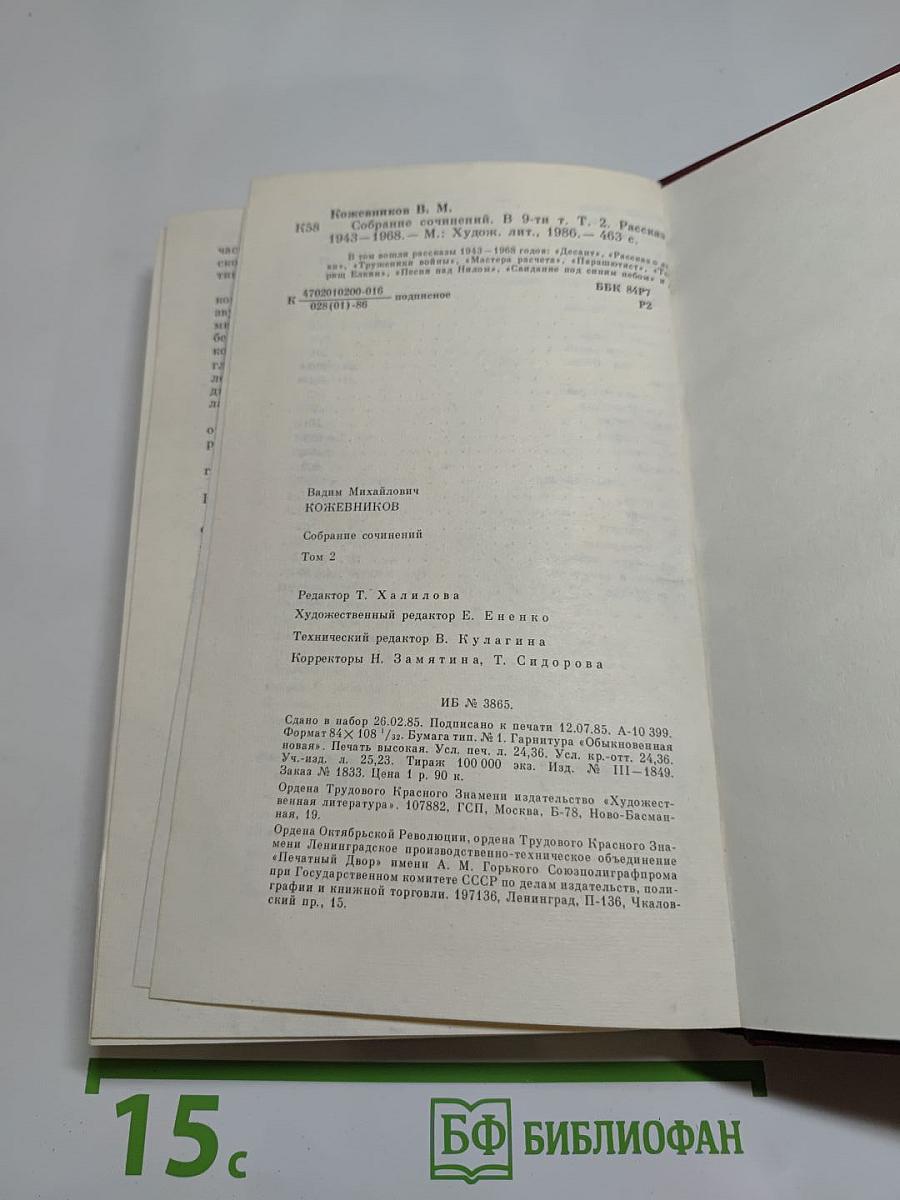 Кожевников В. М.
К58 Собрание сочинений. В 9-ти т. Т. 2. Рассказ
1943—1968. — М.: Худож. лит., 1986. — 463 с.
В том вошли рассказы 1943—1968 годов: «Десант», «Рассказ о
«Труженики войны», «Мастера расчета», «Парашютист»,
рищ Елкин», «Песня над Нилом», «Свидание под синим небом» и
К 4702010200-016 подписное ББК 84Р7
028(01)-86 Р2
Вадим Михайлович
КОЖЕВНИКОВ
Собрание сочинений
Том 2
Редактор Т. Халилова
Художественный редактор Е. Ененко
Технический редактор В. Кулагина
Корректоры Н. Замятина, Т. Сидорова
ИБ № 3865.
Сдано в набор 26.02.85. Подписано к печати 12.07.85. А-10 399.
Формат 84×108 1/32. Бумага тип. № 1. Гарнитура «Обыкновенная
новая». Печать высокая. Усл. печ. л. 24,36. Усл. кр.-отт. 24,36.
Уч.-изд. л. 25,23. Тираж 100 000 экз. Изд. № III—1849.
Заказ № 1833. Цена 1 р. 90 к.
Ордена Трудового Красного Знамени издательство «Художест-
венная литература». 107882, ГСП, Москва, Б-78, Ново-Басман-
ная, 19.
Ордена Октябрьской Революции, ордена Трудового Красного Зна-
мени Ленинградское производственно-техническое объединение
«Печатный Двор» имени А. М. Горького Союзполиграфпрома
при Государственном комитете СССР по делам издательств, поли-
графии и книжной торговли. 197136, Ленинград, П-136, Чкалов-
ский пр., 15.
15 с
БФ БИБЛИОФАН